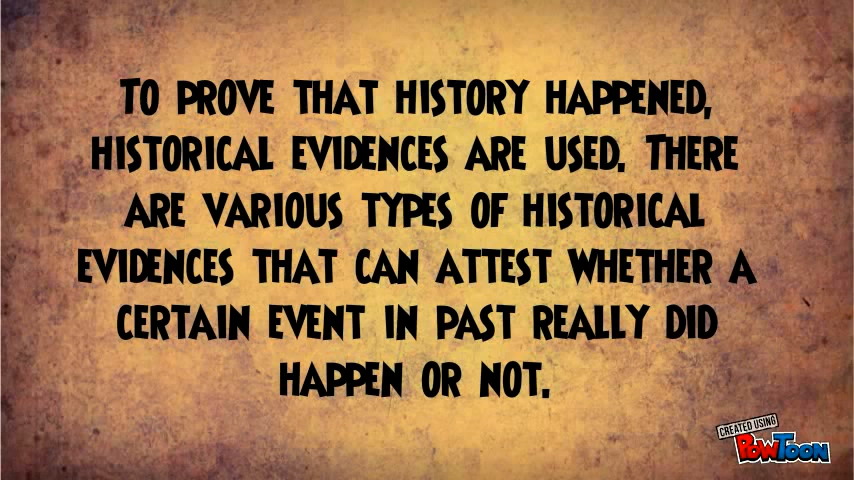 To prove that history happened,
historical evidences are used. There
are various types of historical
evidences that can attest whether a
certain event in past really did
happen or not.
CREATED USING
PowToon